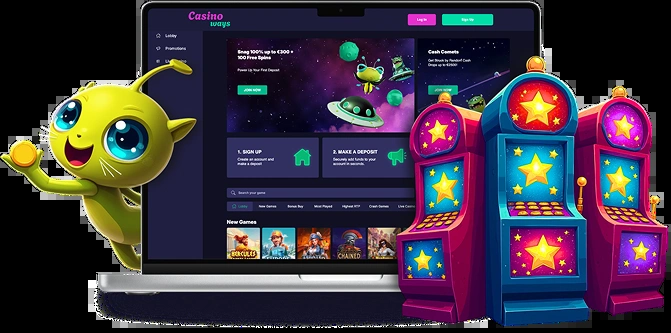 Casino
ways
Log In
Sign Up
Lobby
Promotions
Snag 100% up to €300 +
100 Free Spins
Power Up Your First Deposit
JOIN NOW
Cash Comets
Get Struck by Random Cash
Drops up to €2500!
JOIN NOW
1. SIGN UP
Create an account and
make a deposit
2. MAKE A DEPOSIT
Securely add funds to your
account in seconds.
Search your game
Lobby
New Games
Bonus Buy
Most Played
Highest RTP
Crash Games
Live Casino
New Games
HERCULES
CHAINED